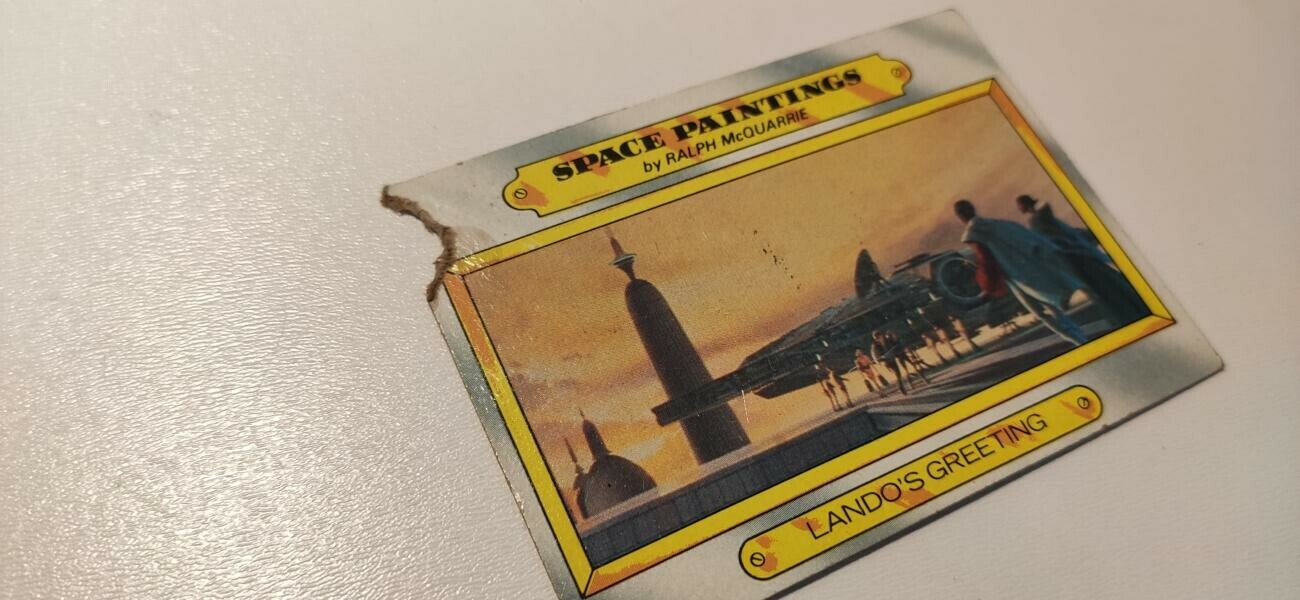 SPACE PAINTINGS
by RALPH McQUARRIE
LANDO'S GREETING